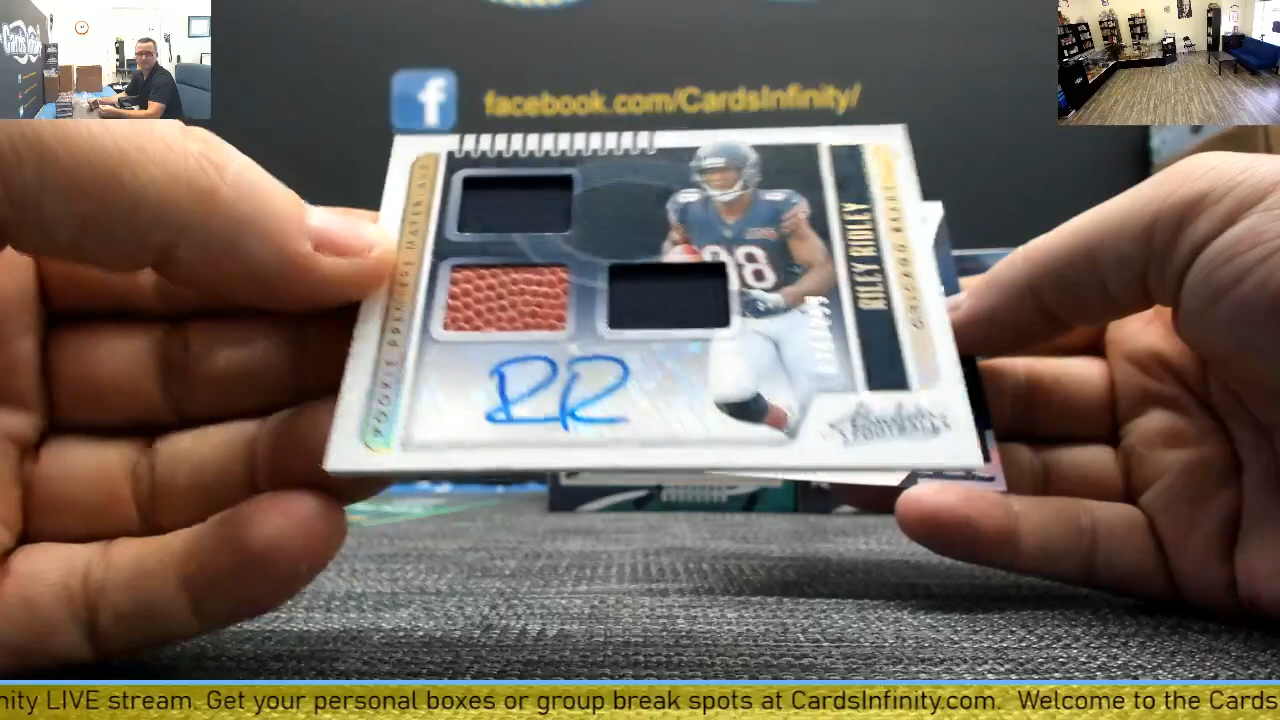 f facebook.com/CardsInfinity/
ROOKIE PREMIERE MATERIALS
RILEY RIDLEY
CHICAGO BEARS
88
RR
Absolute
nity LIVE stream. Get your personal boxes or group break spots at CardsInfinity.com. Welcome to the Cards